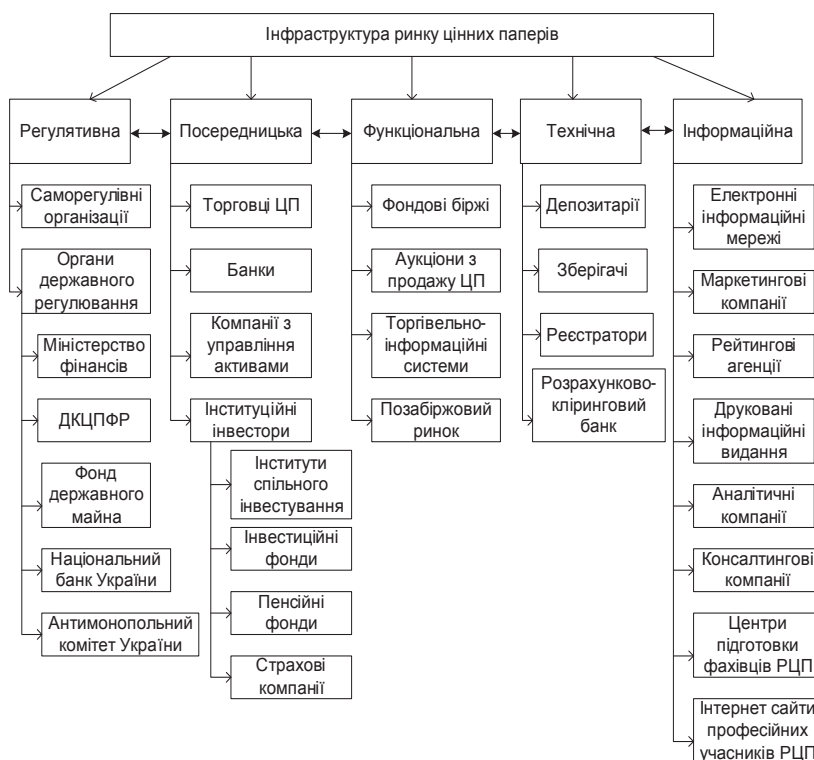 Інфраструктура ринку цінних паперів
Регулятивна
Посередницька
Функціональна
Технічна
Інформаційна
Саморегулівні
організації
Органи
державного
регулювання
Міністерство
фінансів
ДКЦПФР
Фонд
державного
майна
Національний
банк України
Антимонопольний
комітет України
Торговці ЦП
Банки
Компанії з
управління
активами
Інституційні
інвестори
Інститути
спільного
інвестування
Інвестиційні
фонди
Пенсійні
фонди
Страхові
компанії
Фондові біржі
Аукціони з
продажу ЦП
Торгівельно-
інформаційні
системи
Позабіржовий
ринок
Депозитарії
Зберігачі
Реєстратори
Розрахунково-
кліринговий
банк
Електронні
інформаційні
мережі
Маркетингові
компанії
Рейтингові
агенції
Друковані
інформаційні
видання
Аналітичні
компанії
Консалтингові
компанії
Центри
підготовки
фахівців РЦП
Інтернет сайти
професійних
учасників РЦП